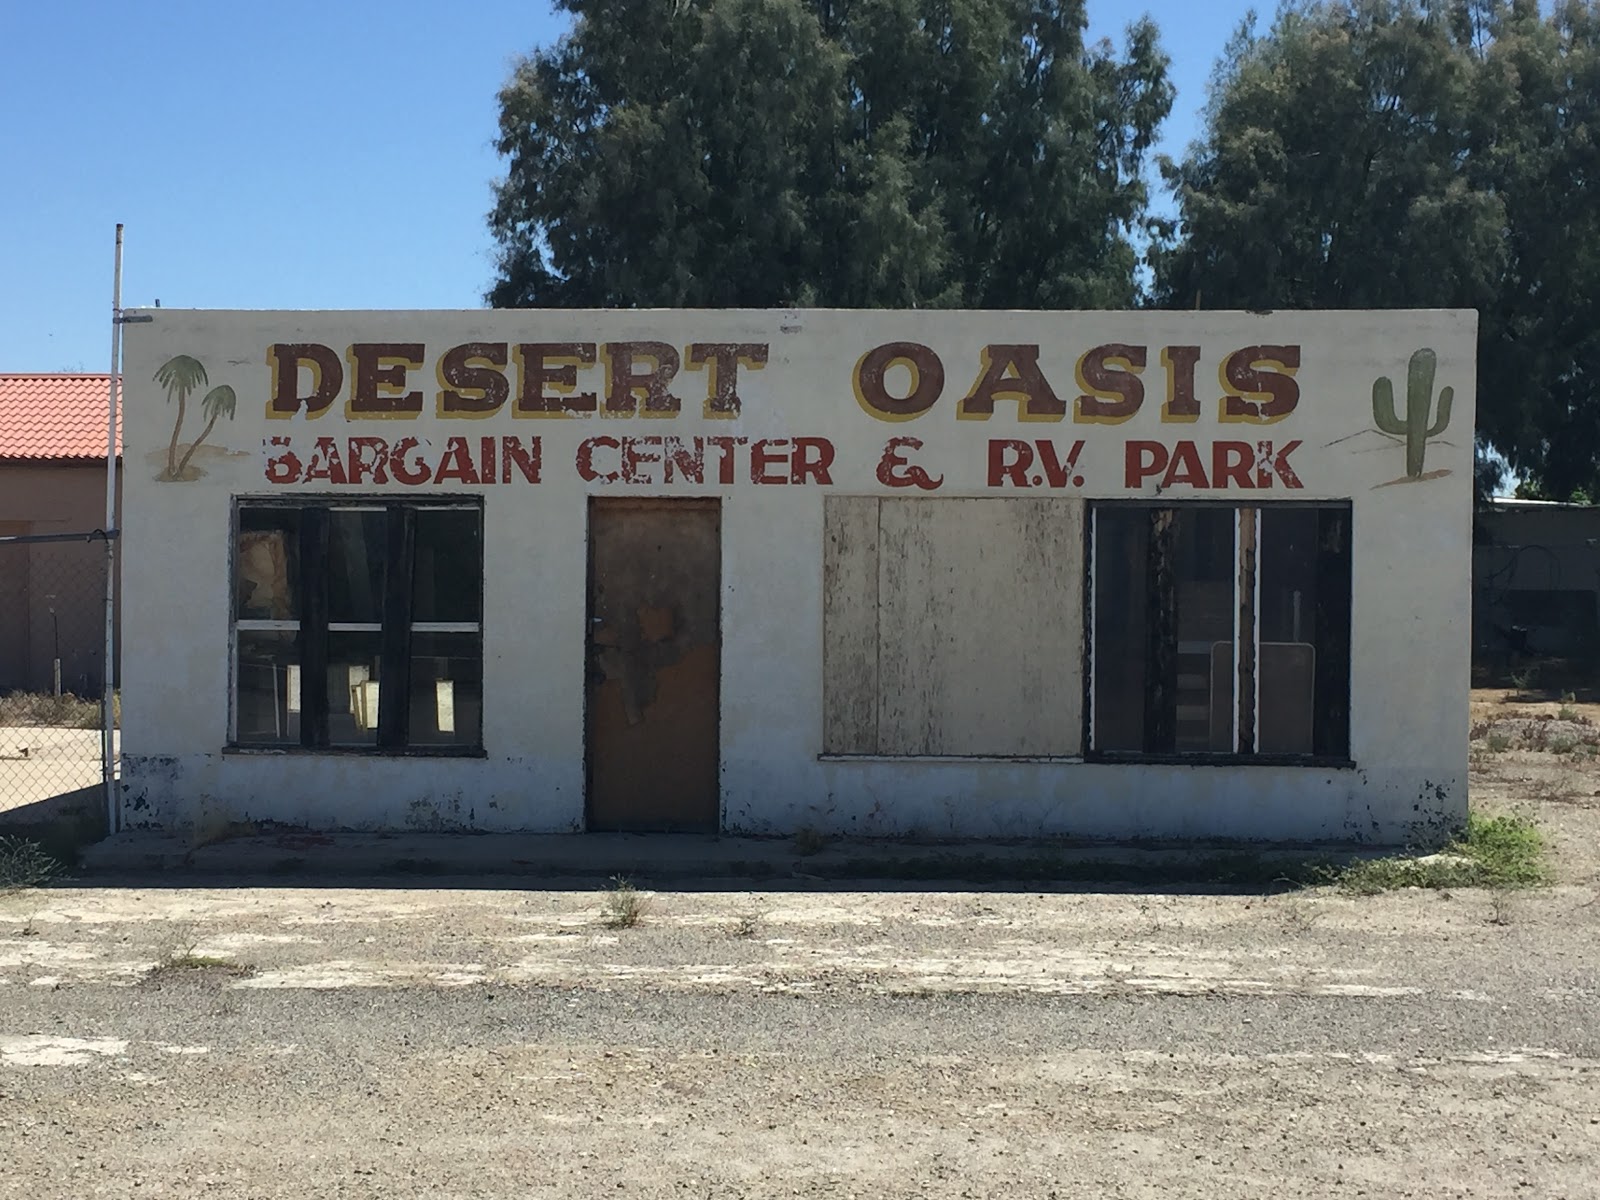 DESERT OASIS
BARGAIN CENTER & R.V. PARK